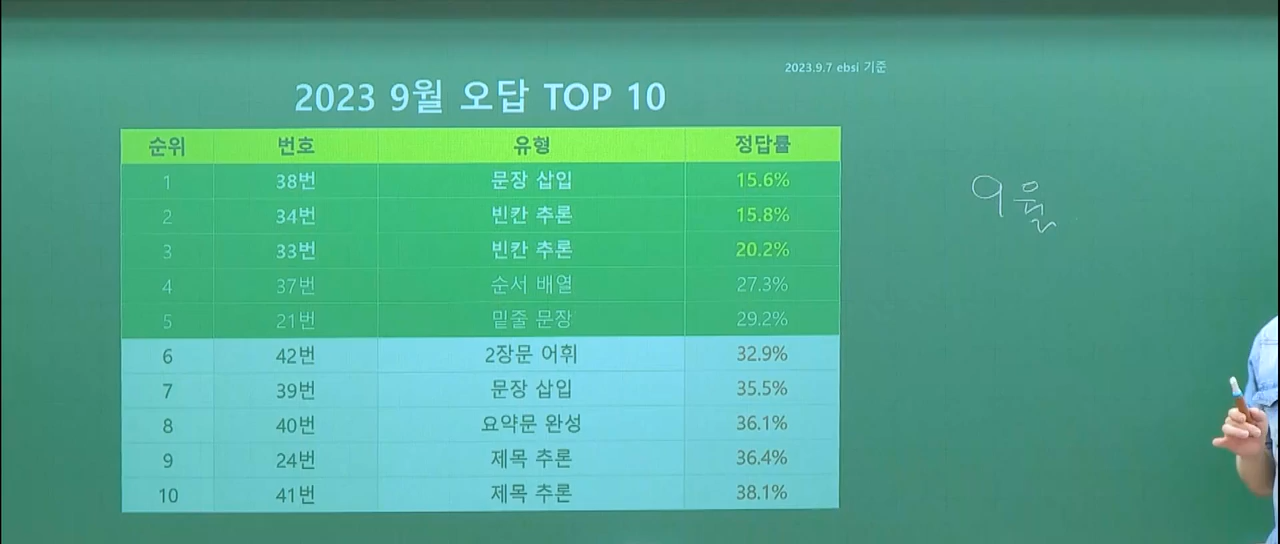 2023.9.7 ebsi 기준
2023 9월 오답 TOP 10
순위 번호 유형 정답률
1 38번 문장 삽입 15.6%
2 34번 빈칸 추론 15.8%
3 33번 빈칸 추론 20.2%
4 37번 순서 배열 27.3%
5 21번 밑줄 문장 29.2%
6 42번 2장문 어휘 32.9%
7 39번 문장 삽입 35.5%
8 40번 요약문 완성 36.1%
9 24번 제목 추론 36.4%
10 41번 제목 추론 38.1%
9월